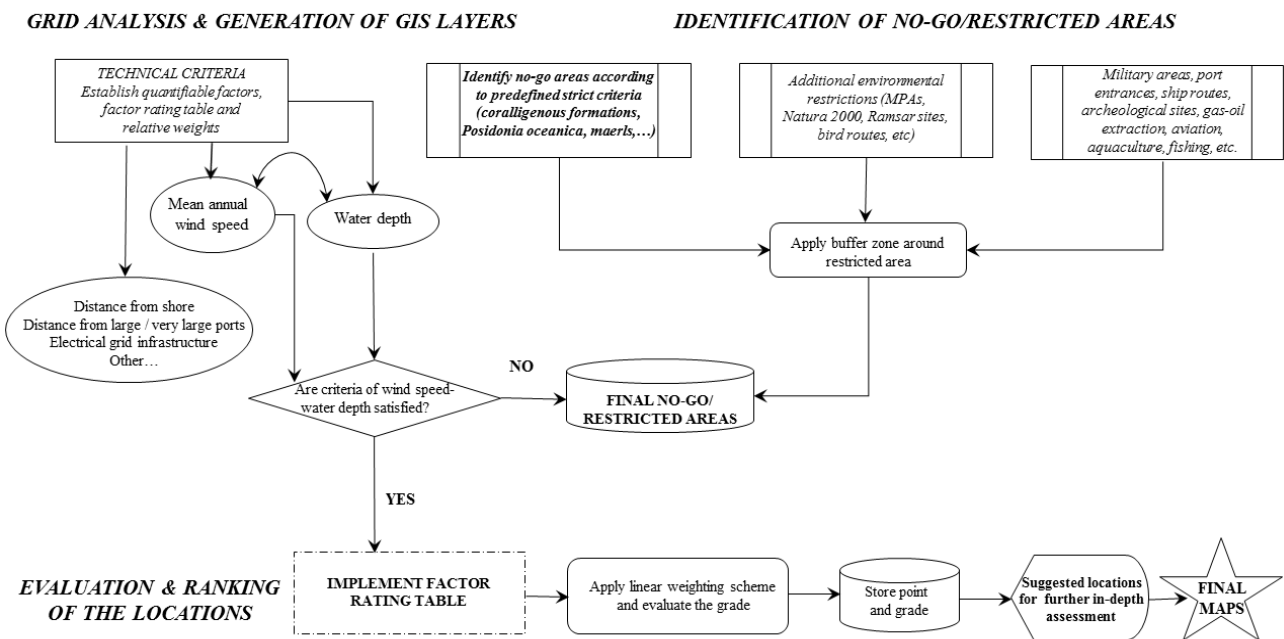 GRID ANALYSIS & GENERATION OF GIS LAYERS
IDENTIFICATION OF NO-GO/RESTRICTED AREAS
TECHNICAL CRITERIA
Establish quantifiable factors,
factor rating table and
relative weights
Identify no-go areas according
to predefined strict criteria
(coralligenous formations,
Posidonia oceanica, maerls,…)
Additional environmental
restrictions (MPAs,
Natura 2000, Ramsar sites,
bird routes, etc)
Military areas, port
entrances, ship routes,
archeological sites, gas-oil
extraction, aviation,
aquaculture, fishing, etc.
Mean annual
wind speed
Water depth
Apply buffer zone around
restricted area
Distance from shore
Distance from large / very large ports
Electrical grid infrastructure
Other…
Are criteria of wind speed-
water depth satisfied?
NO
FINAL NO-GO/
RESTRICTED AREAS
YES
EVALUATION & RANKING
OF THE LOCATIONS
IMPLEMENT FACTOR
RATING TABLE
Apply linear weighting scheme
and evaluate the grade
Store point
and grade
Suggested locations
for further in-depth
assessment
FINAL
MAPS